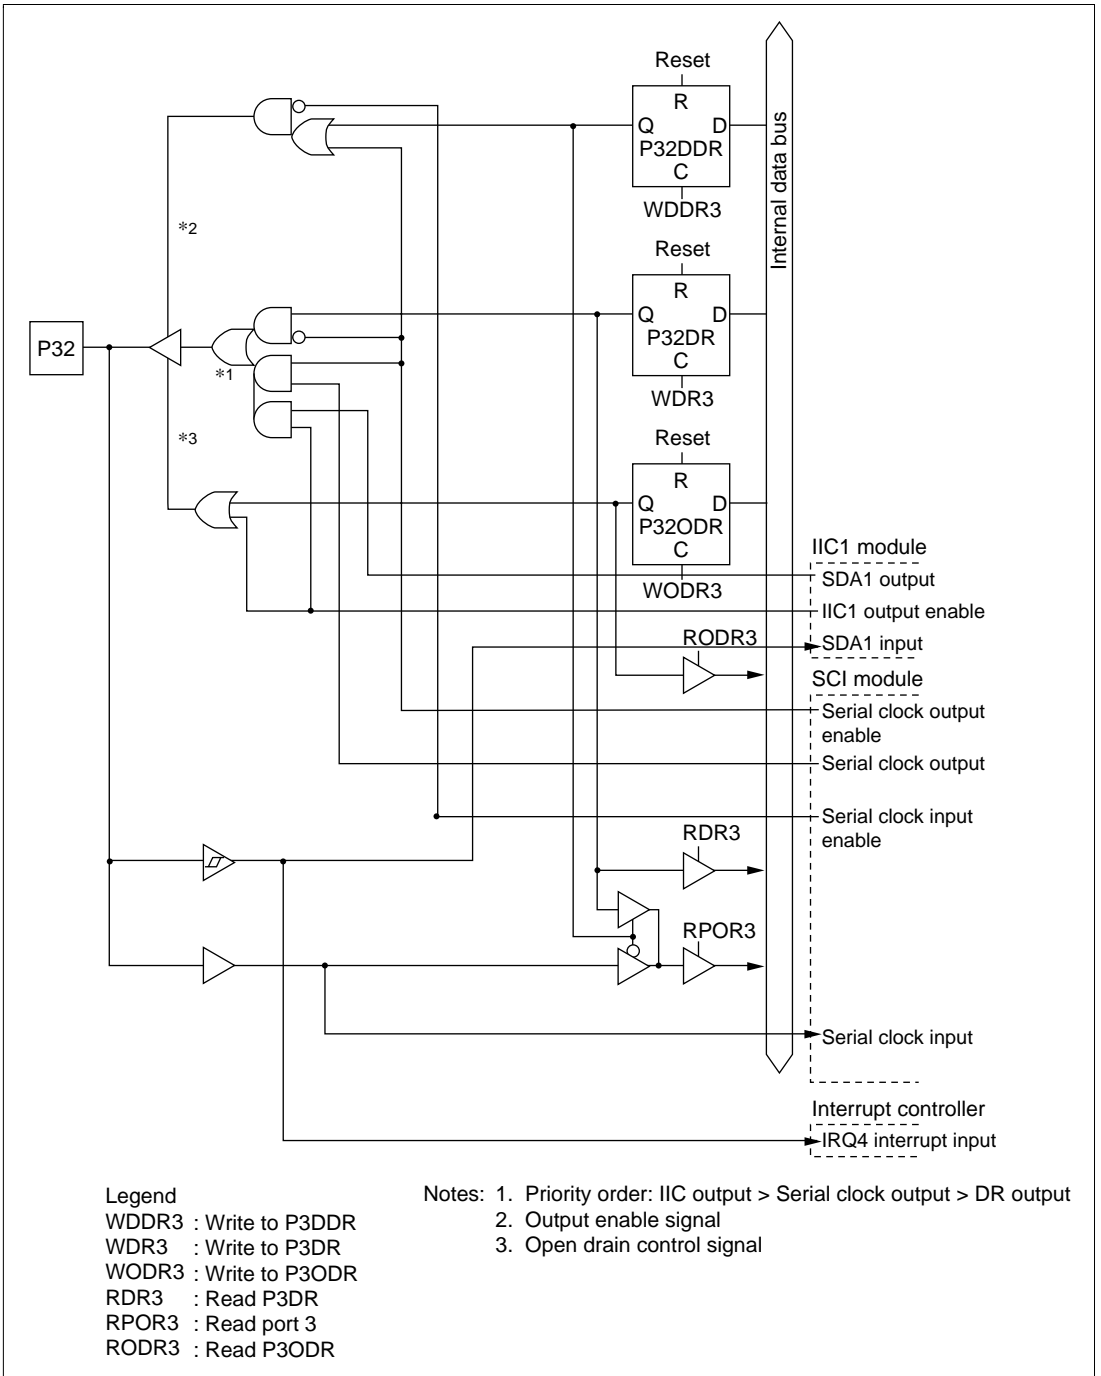 Reset
R
Q D
P32DDR
C
WDDR3
Internal data bus
*2
Reset
R
Q D
P32DR
C
WDR3
P32
*1
*3
Reset
R
Q D
P32ODR
C
WODR3
IIC1 module
SDA1 output
IIC1 output enable
SDA1 input
RODR3
SCI module
Serial clock output
enable
Serial clock output
Serial clock input
enable
RDR3
RPOR3
Serial clock input
Interrupt controller
IRQ4 interrupt input
Legend
WDDR3 : Write to P3DDR
WDR3 : Write to P3DR
WODR3 : Write to P3ODR
RDR3 : Read P3DR
RPOR3 : Read port 3
RODR3 : Read P3ODR
Notes: 1. Priority order: IIC output > Serial clock output > DR output
2. Output enable signal
3. Open drain control signal